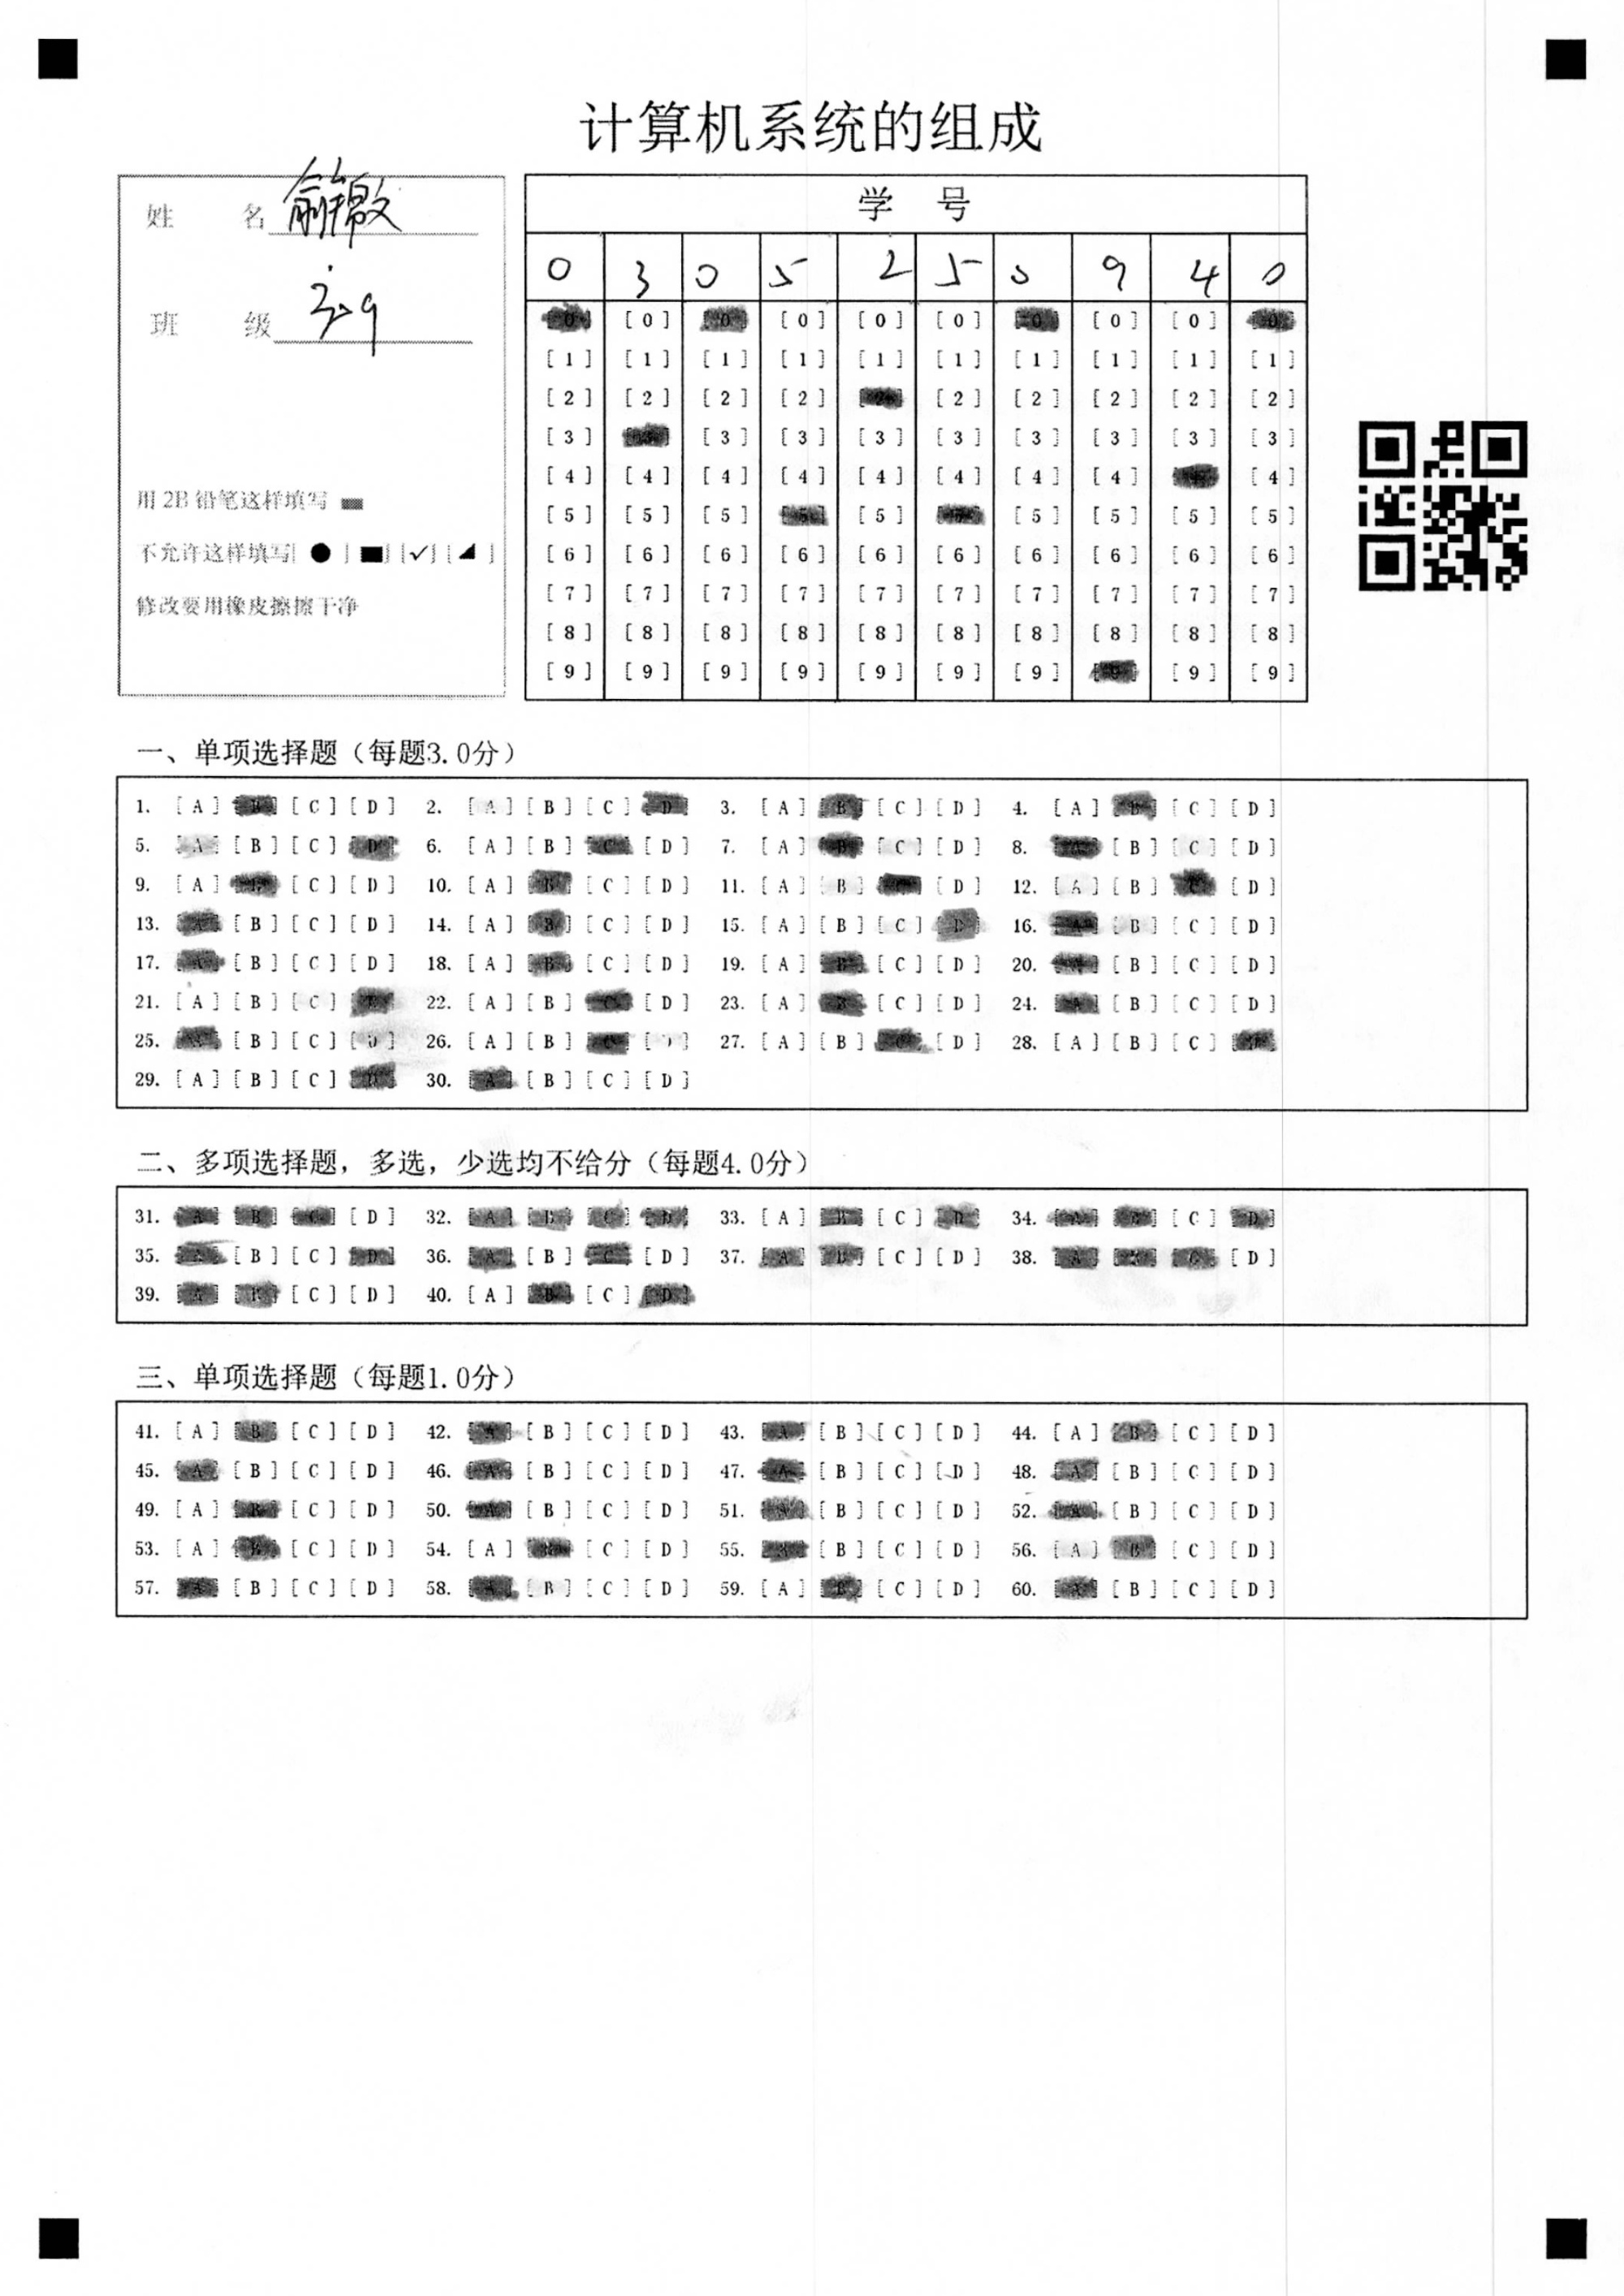 计算机系统的组成
姓 名
班 级
用2B铅笔这样填写
不允许这样填写[ ● ] [■] [✓] [◢ ]
修改要用橡皮擦擦干净
学 号
0 3 0 5 2 5 0 9 4 0
[0] [0] [0] [0] [0] [0] [0] [0] [0] [0]
[1] [1] [1] [1] [1] [1] [1] [1] [1] [1]
[2] [2] [2] [2] [2] [2] [2] [2] [2] [2]
[3] [3] [3] [3] [3] [3] [3] [3] [3] [3]
[4] [4] [4] [4] [4] [4] [4] [4] [4] [4]
[5] [5] [5] [5] [5] [5] [5] [5] [5] [5]
[6] [6] [6] [6] [6] [6] [6] [6] [6] [6]
[7] [7] [7] [7] [7] [7] [7] [7] [7] [7]
[8] [8] [8] [8] [8] [8] [8] [8] [8] [8]
[9] [9] [9] [9] [9] [9] [9] [9] [9] [9]
一、单项选择题（每题3.0分）
1. [A] [B] [C] [D] 2. [A] [B] [C] [D] 3. [A] [B] [C] [D] 4. [A] [B] [C] [D]
5. [A] [B] [C] [D] 6. [A] [B] [C] [D] 7. [A] [B] [C] [D] 8. [A] [B] [C] [D]
9. [A] [B] [C] [D] 10. [A] [B] [C] [D] 11. [A] [B] [C] [D] 12. [A] [B] [C] [D]
13. [A] [B] [C] [D] 14. [A] [B] [C] [D] 15. [A] [B] [C] [D] 16. [A] [B] [C] [D]
17. [A] [B] [C] [D] 18. [A] [B] [C] [D] 19. [A] [B] [C] [D] 20. [A] [B] [C] [D]
21. [A] [B] [C] [D] 22. [A] [B] [C] [D] 23. [A] [B] [C] [D] 24. [A] [B] [C] [D]
25. [A] [B] [C] [D] 26. [A] [B] [C] [D] 27. [A] [B] [C] [D] 28. [A] [B] [C] [D]
29. [A] [B] [C] [D] 30. [A] [B] [C] [D]
二、多项选择题，多选，少选均不给分（每题4.0分）
31. [A] [B] [C] [D] 32. [A] [B] [C] [D] 33. [A] [B] [C] [D] 34. [A] [B] [C] [D]
35. [A] [B] [C] [D] 36. [A] [B] [C] [D] 37. [A] [B] [C] [D] 38. [A] [B] [C] [D]
39. [A] [B] [C] [D] 40. [A] [B] [C] [D]
三、单项选择题（每题1.0分）
41. [A] [B] [C] [D] 42. [A] [B] [C] [D] 43. [A] [B] [C] [D] 44. [A] [B] [C] [D]
45. [A] [B] [C] [D] 46. [A] [B] [C] [D] 47. [A] [B] [C] [D] 48. [A] [B] [C] [D]
49. [A] [B] [C] [D] 50. [A] [B] [C] [D] 51. [A] [B] [C] [D] 52. [A] [B] [C] [D]
53. [A] [B] [C] [D] 54. [A] [B] [C] [D] 55. [A] [B] [C] [D] 56. [A] [B] [C] [D]
57. [A] [B] [C] [D] 58. [A] [B] [C] [D] 59. [A] [B] [C] [D] 60. [A] [B] [C] [D]